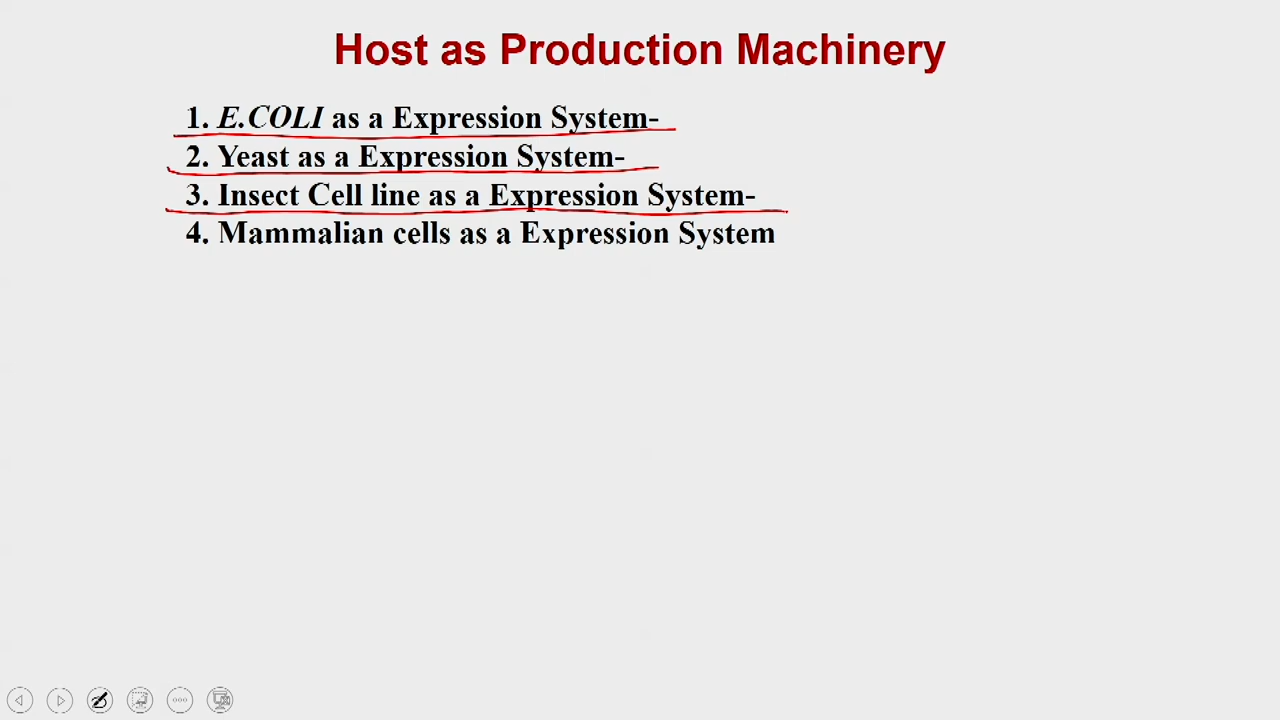 Host as Production Machinery
1. E.COLI as a Expression System-
2. Yeast as a Expression System-
3. Insect Cell line as a Expression System-
4. Mammalian cells as a Expression System